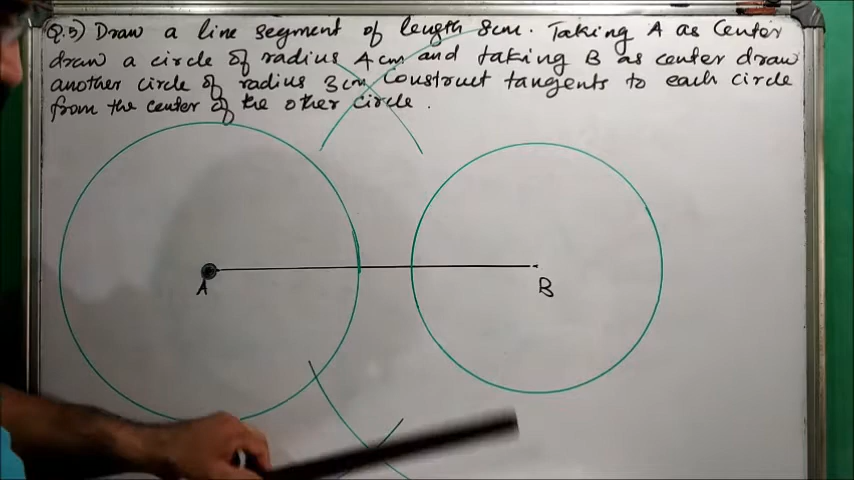 Q.5) Draw a line segment of length 8cm. Taking A as Center
draw a circle of radius 4cm and taking B as center draw
another circle of radius 3cm Construct tangents to each circle
from the center of the other circle.
A
B